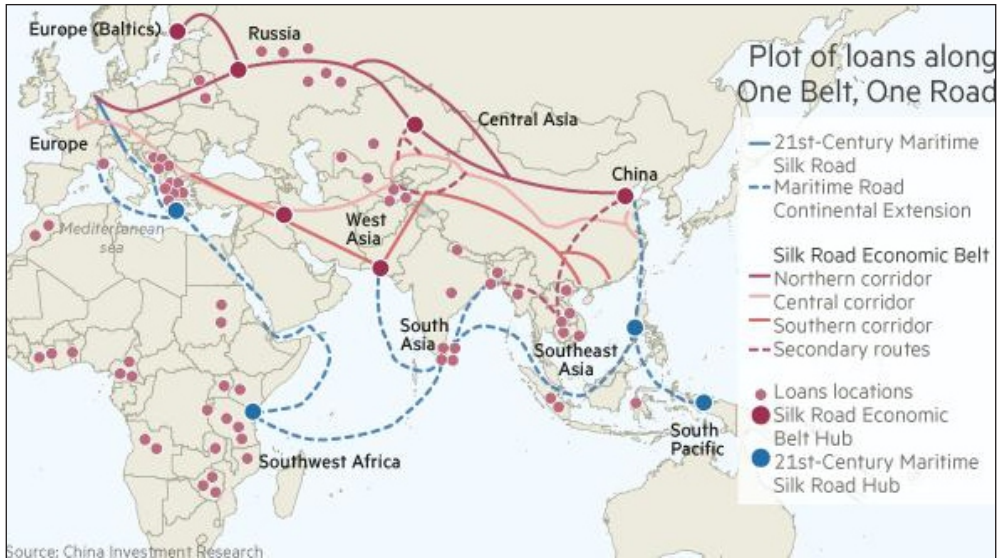 Europe (Baltics)
Russia
Central Asia
Europe
China
West
Asia
Mediterranean
sea
South
Asia
Southeast
Asia
South
Pacific
Southwest Africa
Source: China Investment Research
Plot of loans along
One Belt, One Road
21st-Century Maritime
Silk Road
Maritime Road
Continental Extension
Silk Road Economic Belt
Northern corridor
Central corridor
Southern corridor
Secondary routes
Loans locations
Silk Road Economic
Belt Hub
21st-Century Maritime
Silk Road Hub